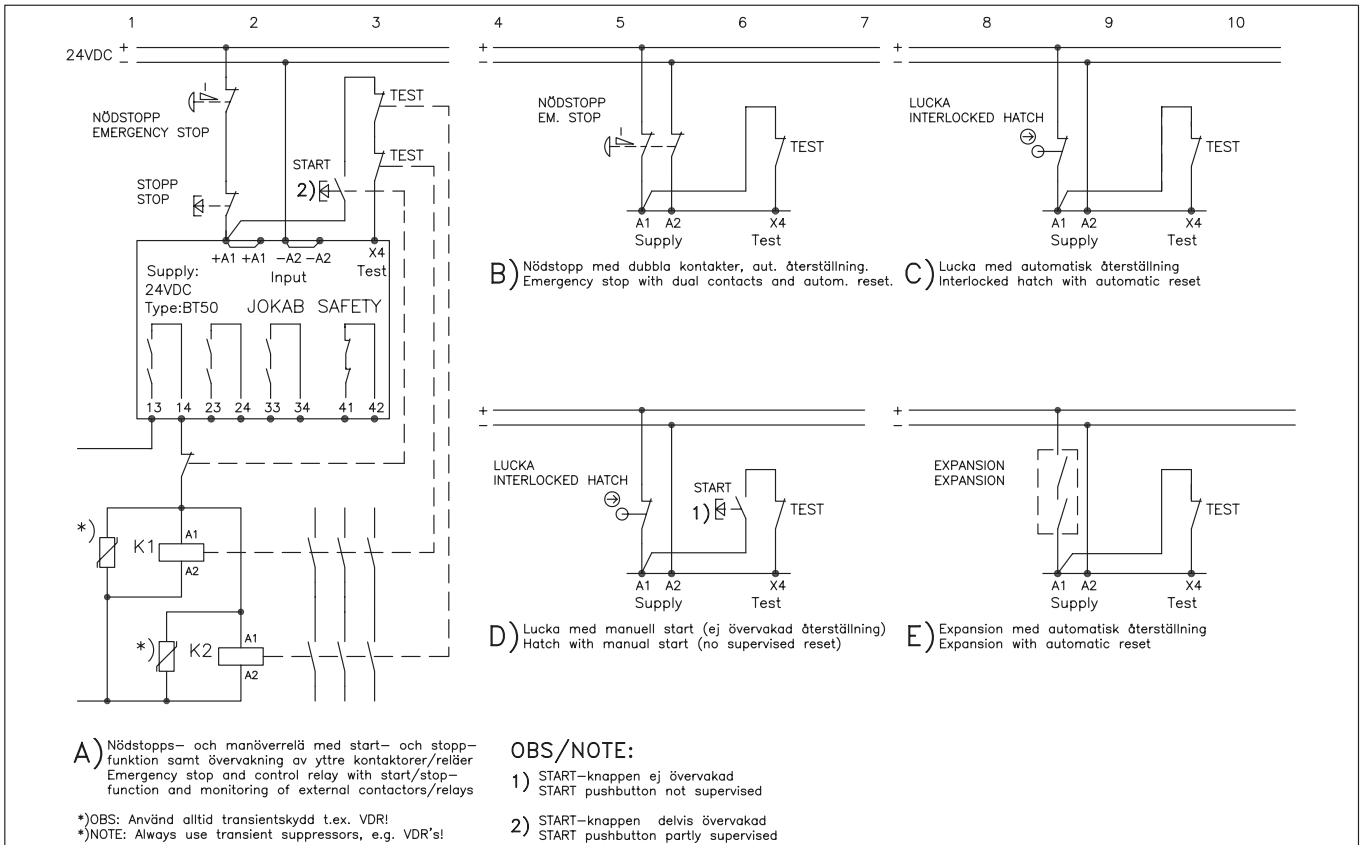 1 2 3 4 5 6 7 8 9 10
24VDC + −
NÖDSTOPP
EMERGENCY STOP
TEST
TEST
STOPP
STOP
START
2)
+A1 +A1 −A2 −A2 X4
Input Test
Supply:
24VDC
Type:BT50 JOKAB SAFETY
13 14 23 24 33 34 41 42
*)
K1
A1
A2
*)
K2
A1
A2
A) Nödstopps− och manöverrelä med start− och stopp−
funktion samt övervakning av yttre kontaktorer/reläer
Emergency stop and control relay with start/stop−
function and monitoring of external contactors/relays
*)OBS: Använd alltid transientskydd t.ex. VDR!
*)NOTE: Always use transient suppressors, e.g. VDR's!
+
−
NÖDSTOPP
EM. STOP
TEST
A1 A2 X4
Supply Test
B) Nödstopp med dubbla kontakter, aut. återställning.
Emergency stop with dual contacts and autom. reset.
+
−
LUCKA
INTERLOCKED HATCH
TEST
A1 A2 X4
Supply Test
C) Lucka med automatisk återställning
Interlocked hatch with automatic reset
+
−
LUCKA
INTERLOCKED HATCH
START
1)
TEST
A1 A2 X4
Supply Test
D) Lucka med manuell start (ej övervakad återställning)
Hatch with manual start (no supervised reset)
+
−
EXPANSION
EXPANSION
TEST
A1 A2 X4
Supply Test
E) Expansion med automatisk återställning
Expansion with automatic reset
OBS/NOTE:
1) START−knappen ej övervakad
START pushbutton not supervised
2) START−knappen delvis övervakad
START pushbutton partly supervised